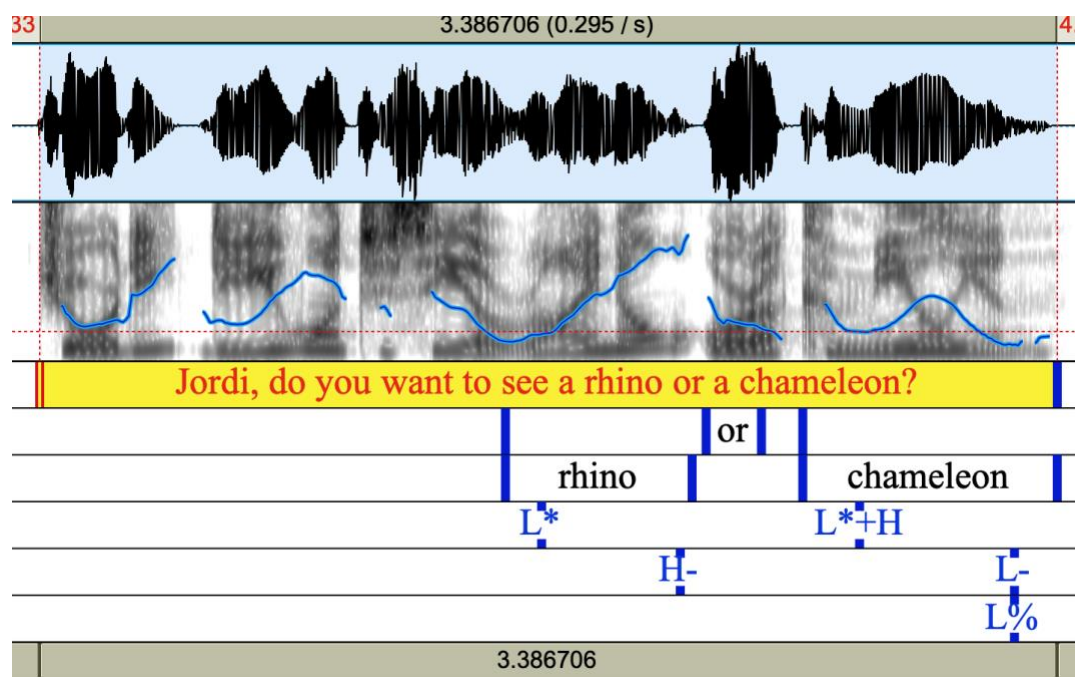 33 3.386706 (0.295 / s) 4.
Jordi, do you want to see a rhino or a chameleon?
or
rhino chameleon
L* L*+H
H- L-
L%
3.386706